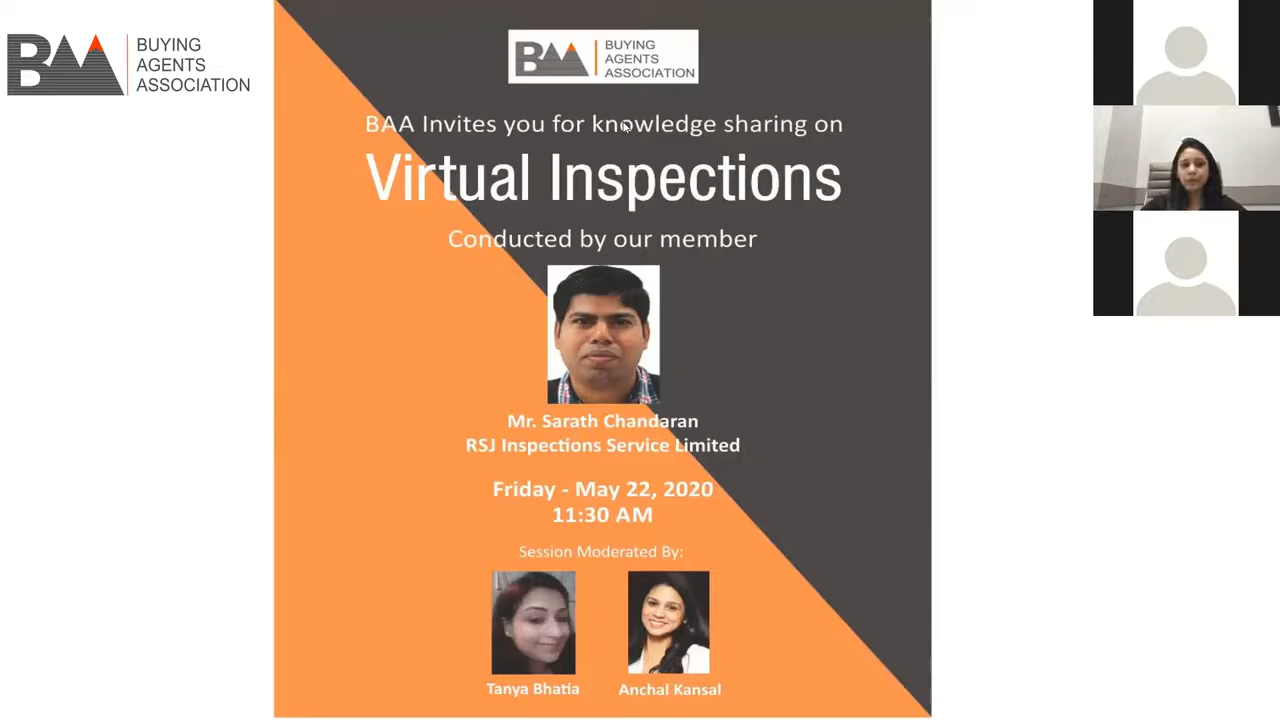 BAA
BUYING
AGENTS
ASSOCIATION
BAA
BUYING
AGENTS
ASSOCIATION
BAA Invites you for knowledge sharing on
Virtual Inspections
Conducted by our member
Mr. Sarath Chandaran
RSJ Inspections Service Limited
Friday - May 22, 2020
11:30 AM
Session Moderated By:
Tanya Bhatia
Anchal Kansal